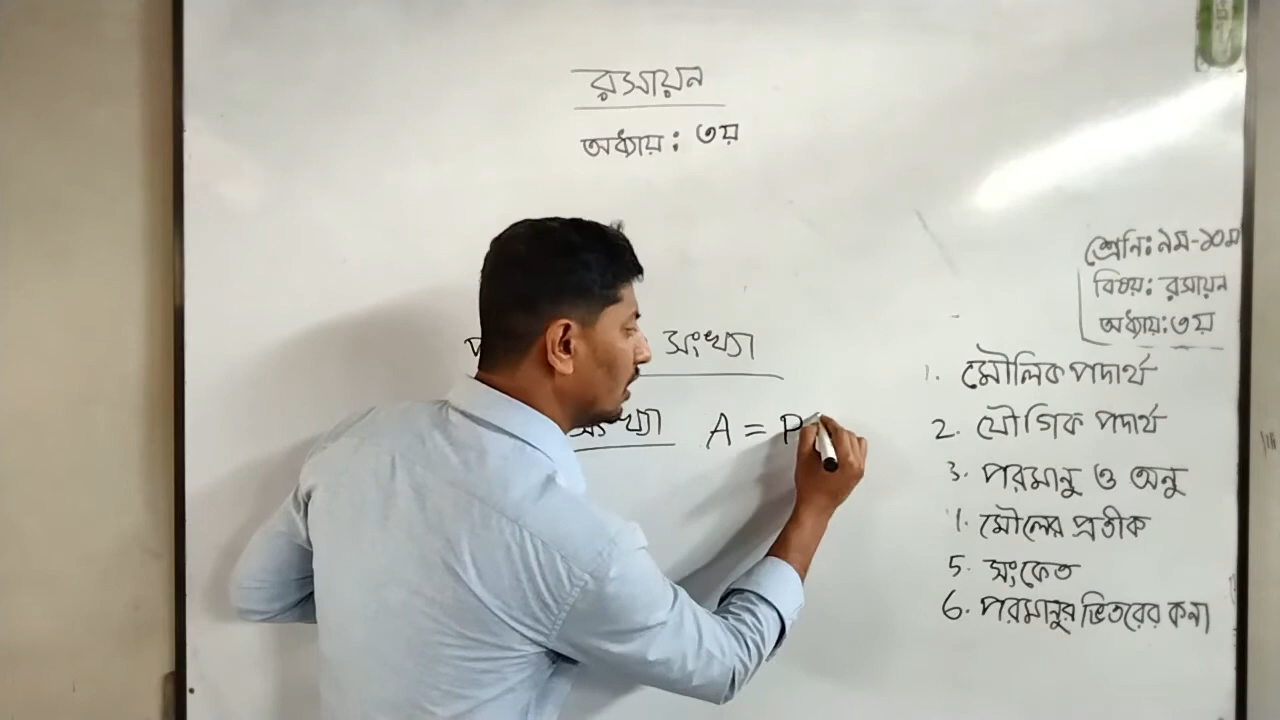 রসায়ন
অধ্যায় : ৩য়
সংখ্যা
সংখ্যা A = P
শ্রেনি: ৯ম-১০ম
বিষয়: রসায়ন
অধ্যায়: ৩য়
1. মৌলিক পদার্থ
2. যৌগিক পদার্থ
3. পরমানু ও অনু
4. মৌলের প্রতীক
5. সংকেত
6. পরমানুর ভিতরের কনা